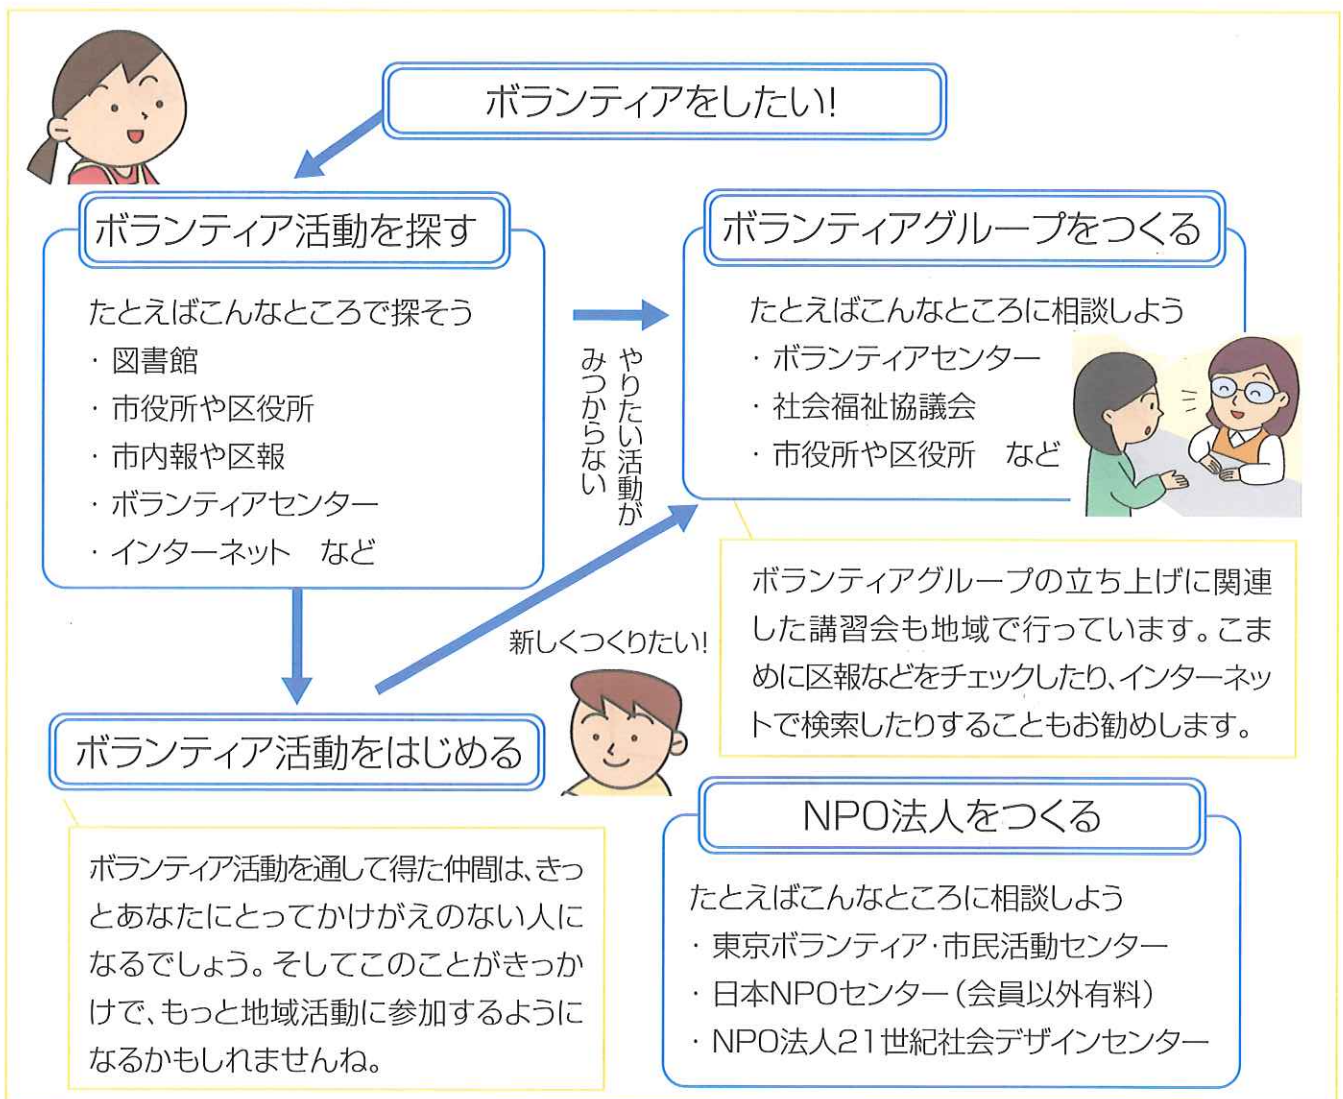 ボランティアをしたい!
ボランティア活動を探す
たとえばこんなところで探そう
・図書館
・市役所や区役所
・市内報や区報
・ボランティアセンター
・インターネット　など
やりたい活動が
みつからない
ボランティアグループをつくる
たとえばこんなところに相談しよう
・ボランティアセンター
・社会福祉協議会
・市役所や区役所　など
ボランティアグループの立ち上げに関連
した講習会も地域で行っています。こま
めに区報などをチェックしたり、インターネッ
トで検索したりすることもお勧めします。
新しくつくりたい!
ボランティア活動をはじめる
ボランティア活動を通して得た仲間は、きっ
とあなたにとってかけがえのない人に
なるでしょう。そしてこのことがきっか
けで、もっと地域活動に参加するように
なるかもしれませんね。
NPO法人をつくる
たとえばこんなところに相談しよう
・東京ボランティア・市民活動センター
・日本NPOセンター(会員以外有料)
・NPO法人21世紀社会デザインセンター